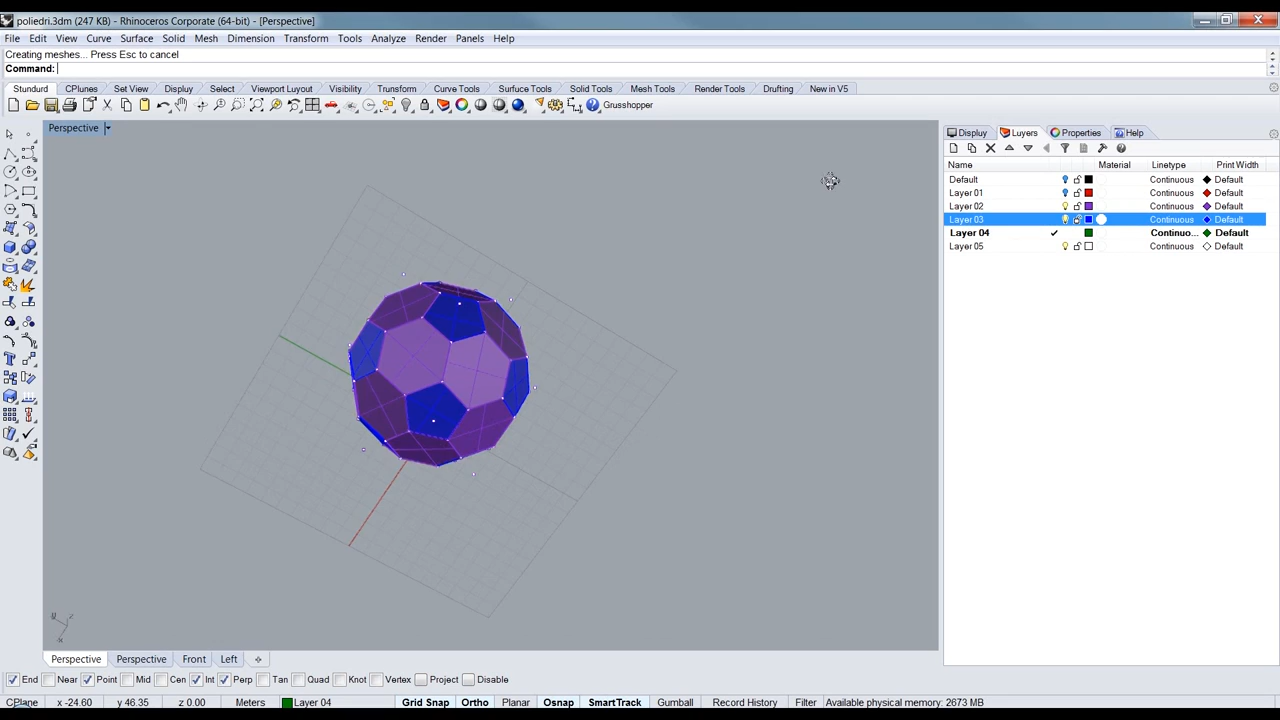 poliedri.3dm (247 KB) - Rhinoceros Corporate (64-bit) - [Perspective]
File Edit View Curve Surface Solid Mesh Dimension Transform Tools Analyze Render Panels Help
Creating meshes... Press Esc to cancel
Command:
Standard CPlanes Set View Display Select Viewport Layout Visibility Transform Curve Tools Surface Tools Solid Tools Mesh Tools Render Tools Drafting New in V5
Grasshopper
Perspective
Display Layers Properties Help
Name Material Linetype Print Width
Default Continuous Default
Layer 01 Continuous Default
Layer 02 Continuous Default
Layer 03 Continuous Default
Layer 04 Continuo... Default
Layer 05 Continuous Default
y z
x
Perspective Perspective Front Left
End Near Point Mid Cen Int Perp Tan Quad Knot Vertex Project Disable
CPlane x -24.60 y 46.35 z 0.00 Meters Layer 04 Grid Snap Ortho Planar Osnap SmartTrack Gumball Record History Filter Available physical memory: 2673 MB